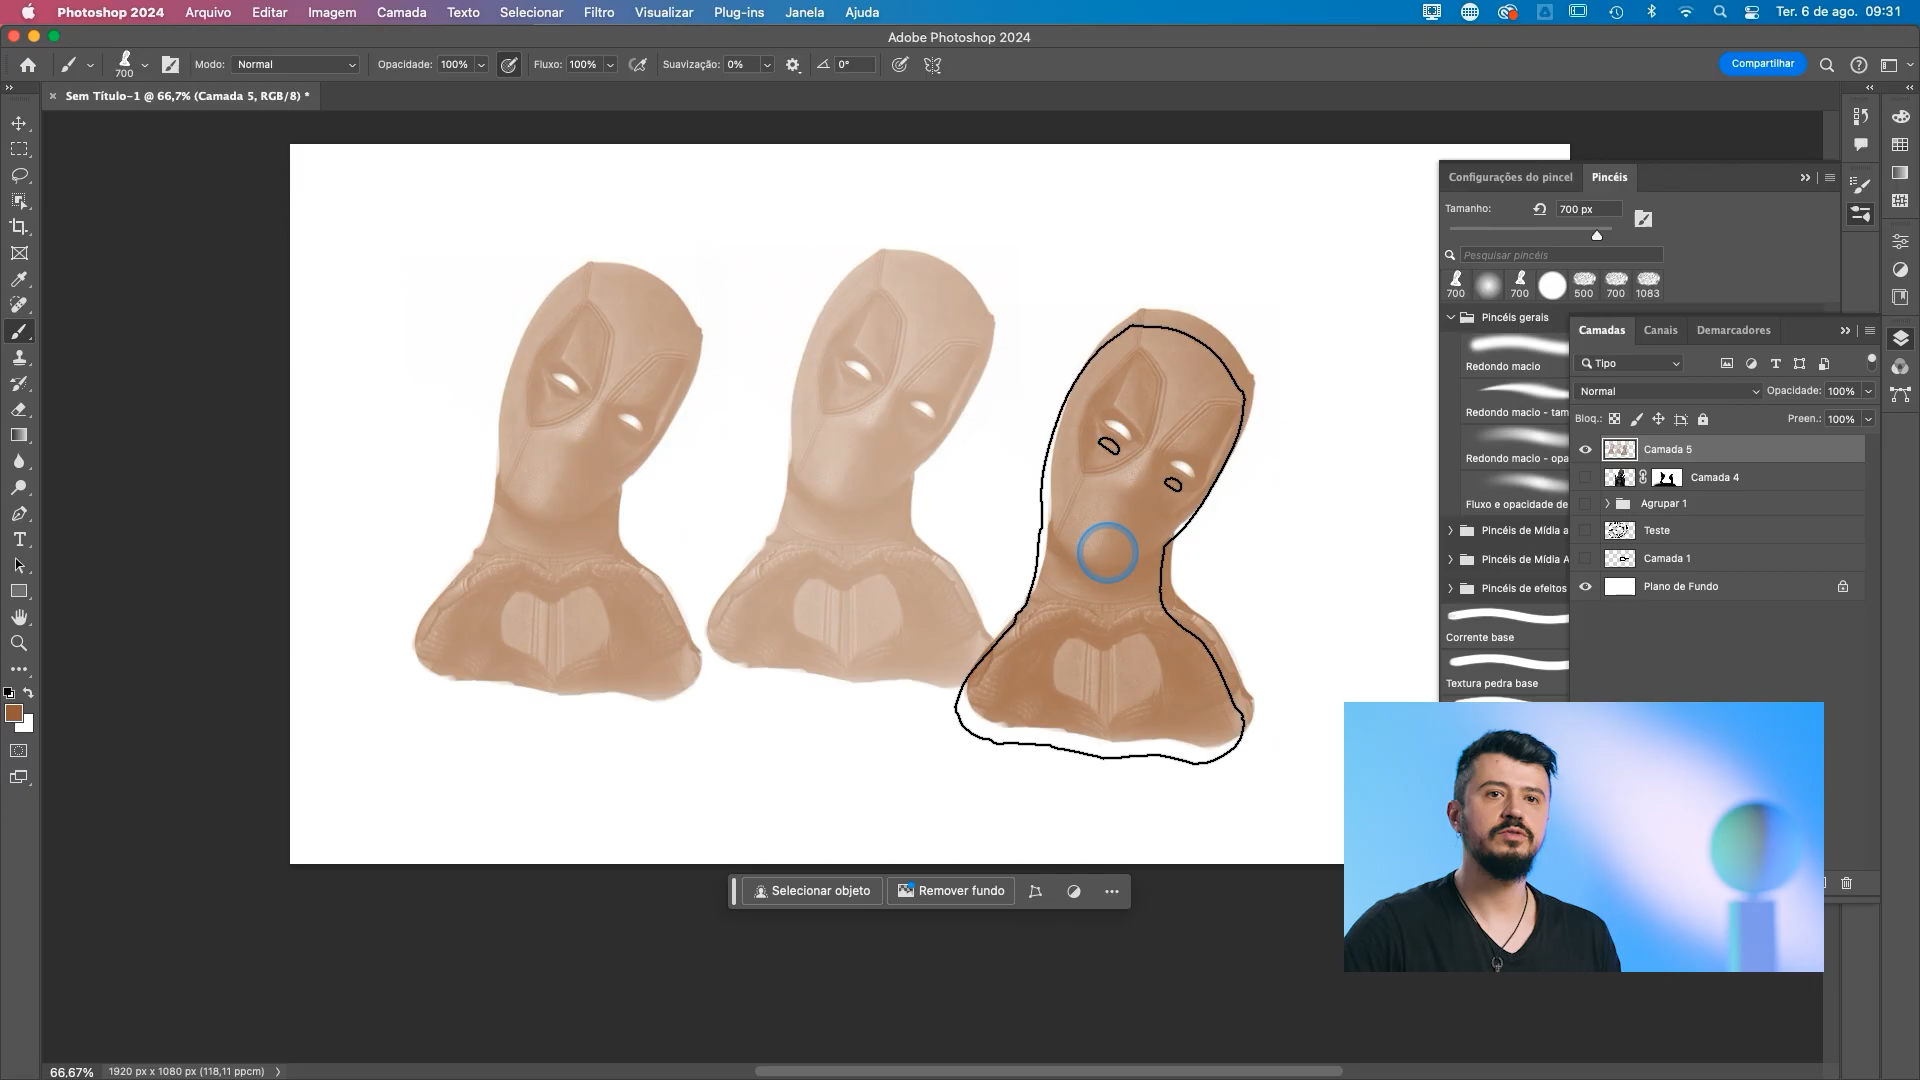 Photoshop 2024 Arquivo Editar Imagem Camada Texto Selecionar Filtro Visualizar Plug-ins Janela Ajuda Ter. 6 de ago. 09:31
Adobe Photoshop 2024
700 Modo: Normal Opacidade: 100% Fluxo: 100% Suavização: 0% 0° Compartilhar
Sem Título-1 @ 66,7% (Camada 5, RGB/8) *
Configurações do pincel Pincéis
Tamanho: 700 px
Pesquisar pincéis
700 700 500 700 1083
Pincéis gerais
Redondo macio
Redondo macio - tam
Redondo macio - opa
Fluxo e opacidade de
Pincéis de Mídia a
Pincéis de Mídia A
Pincéis de efeitos
Corrente base
Textura pedra base
Camadas Canais Demarcadores
Tipo
Normal Opacidade: 100%
Bloq.: Preen.: 100%
Camada 5
Camada 4
Agrupar 1
Teste
Camada 1
Plano de Fundo
Selecionar objeto Remover fundo
66,67% 1920 px x 1080 px (118,11 ppcm)